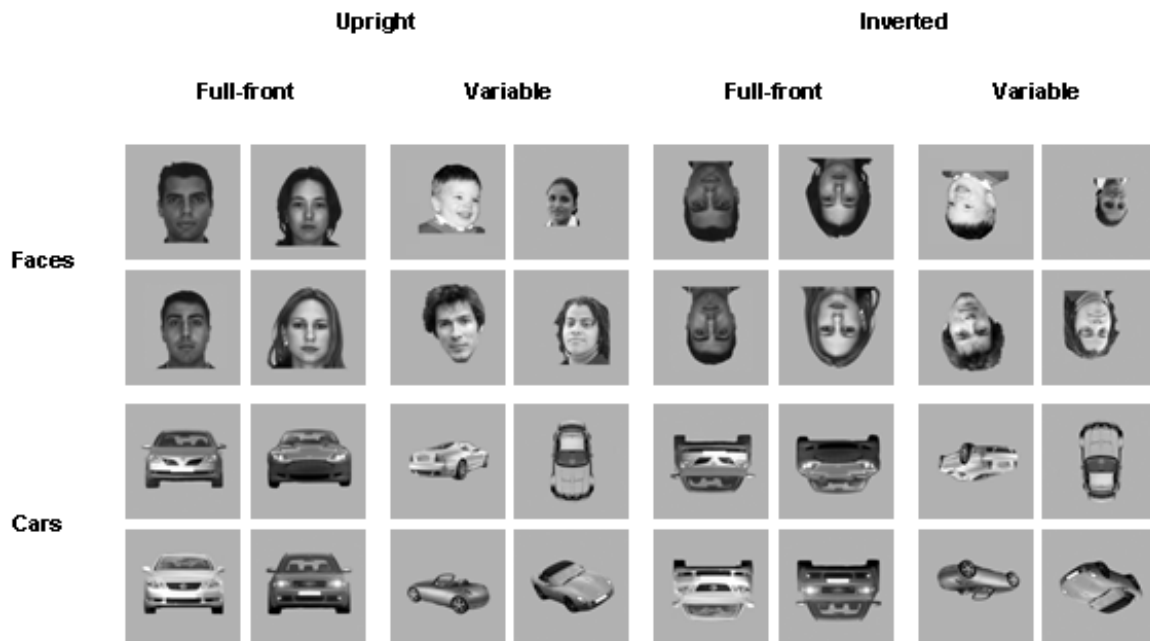 Upright Inverted
Full-front Variable Full-front Variable
Faces
Cars